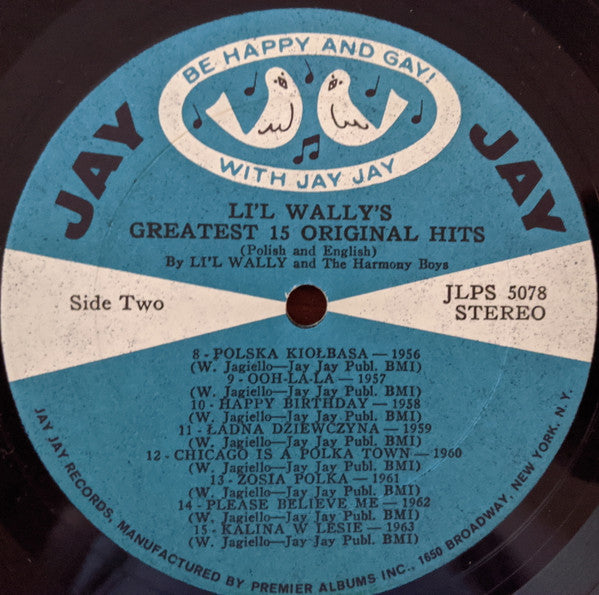 BE HAPPY AND GAY!
WITH JAY JAY
JAY JAY
LI'L WALLY'S
GREATEST 15 ORIGINAL HITS
(Polish and English)
By LI'L WALLY and The Harmony Boys
Side Two
JLPS 5078
STEREO
8 - POLSKA KIOŁBASA — 1956
(W. Jagiello—Jay Jay Publ. BMI)
9 - OOH-LA-LA — 1957
(W. Jagiello—Jay Jay Publ. BMI)
10 - HAPPY BIRTHDAY — 1958
(W. Jagiello—Jay Jay Publ. BMI)
11 - ŁADNA DZIEWCZYNA — 1959
(W. Jagiello—Jay Jay Publ. BMI)
12 - CHICAGO IS A POLKA TOWN — 1960
(W. Jagiello—Jay Jay Publ. BMI)
13 - ZOSIA POLKA — 1961
(W. Jagiello—Jay Jay Publ. BMI)
14 - PLEASE BELIEVE ME — 1962
(W. Jagiello—Jay Jay Publ. BMI)
15 - KALINA W LESIE — 1963
(W. Jagiello—Jay Jay Publ. BMI)
JAY JAY RECORDS, MANUFACTURED BY PREMIER ALBUMS INC., 1650 BROADWAY, NEW YORK, N.Y.